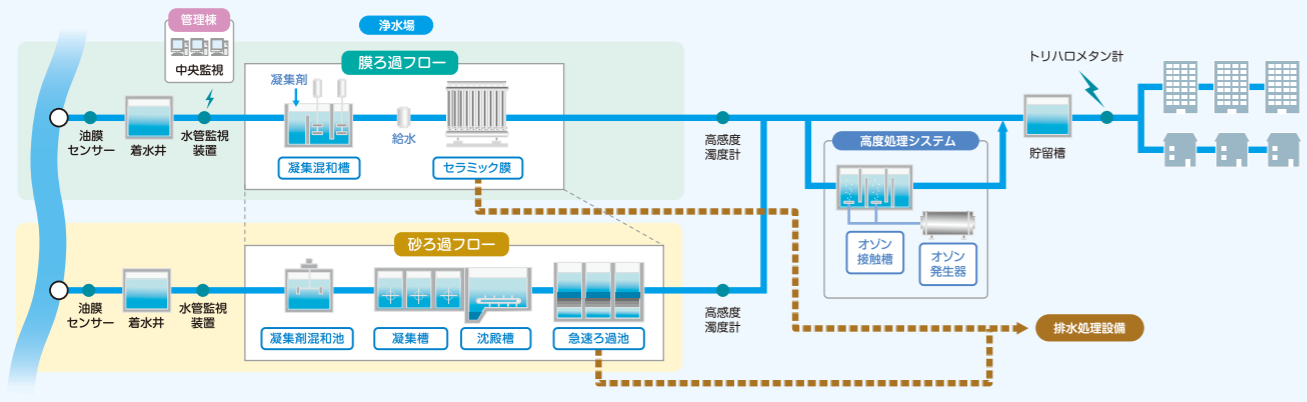 管理棟
中央監視
浄水場
膜ろ過フロー
凝集剤
給水
油膜
センサー
着水井
水管監視
装置
凝集混和槽
セラミック膜
高感度
濁度計
高度処理システム
オゾン
接触槽
オゾン
発生器
貯留槽
トリハロメタン計
砂ろ過フロー
油膜
センサー
着水井
水管監視
装置
凝集剤混和池
凝集槽
沈殿槽
急速ろ過池
高感度
濁度計
排水処理設備